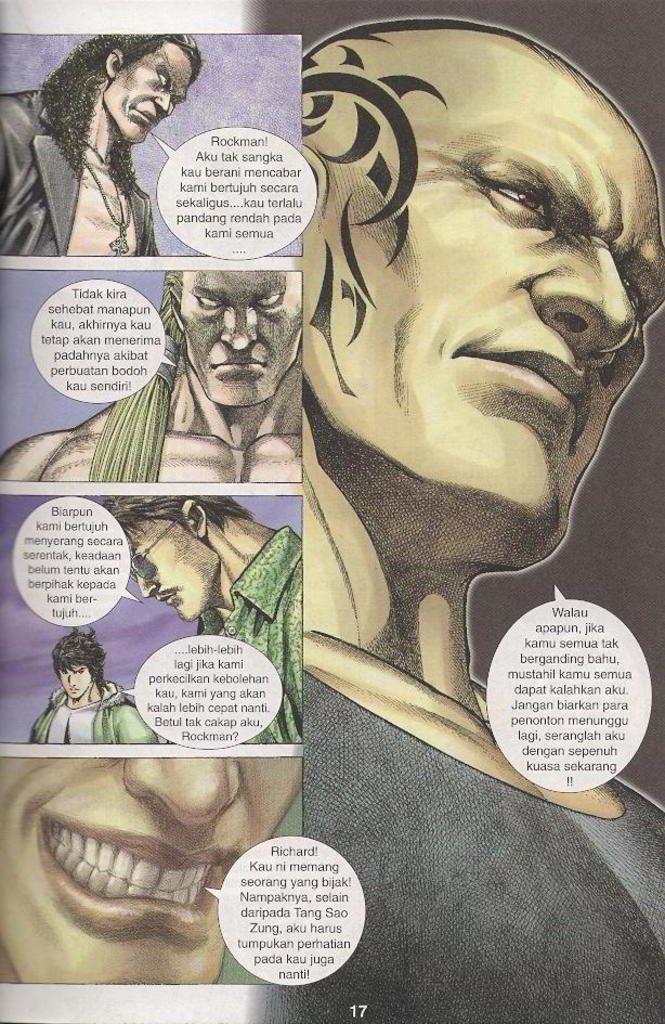 Rockman!
Aku tak sangka
kau berani mencabar
kami bertujuh secara
sekaligus....kau terlalu
pandang rendah pada
kami semua
....
Tidak kira
sehebat manapun
kau, akhirnya kau
tetap akan menerima
padahnya akibat
perbuatan bodoh
kau sendiri!
Biarpun
kami bertujuh
menyerang secara
serentak, keadaan
belum tentu akan
berpihak kepada
kami ber-
tujuh....
....lebih-lebih
lagi jika kami
perkecilkan kebolehan
kau, kami yang akan
kalah lebih cepat nanti.
Betul tak cakap aku,
Rockman?
Richard!
Kau ni memang
seorang yang bijak!
Nampaknya, selain
daripada Tang Sao
Zung, aku harus
tumpukan perhatian
pada kau juga
nanti!
Walau
apapun, jika
kamu semua tak
berganding bahu,
mustahil kamu semua
dapat kalahkan aku.
Jangan biarkan para
penonton menunggu
lagi, seranglah aku
dengan sepenuh
kuasa sekarang
!!
17